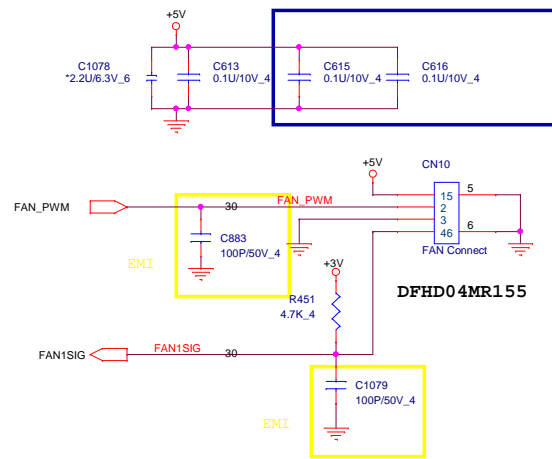 +5V
C1078
*2.2U/6.3V_6
C613
0.1U/10V_4
C615
0.1U/10V_4
C616
0.1U/10V_4
+5V
CN10
FAN_PWM
30
FAN_PWM
15
2
3
46
5
6
FAN Connect
C883
100P/50V_4
EMI
+3V
R451
4.7K_4
DFHD04MR155
FAN1SIG
FAN1SIG
30
C1079
100P/50V_4
EMI